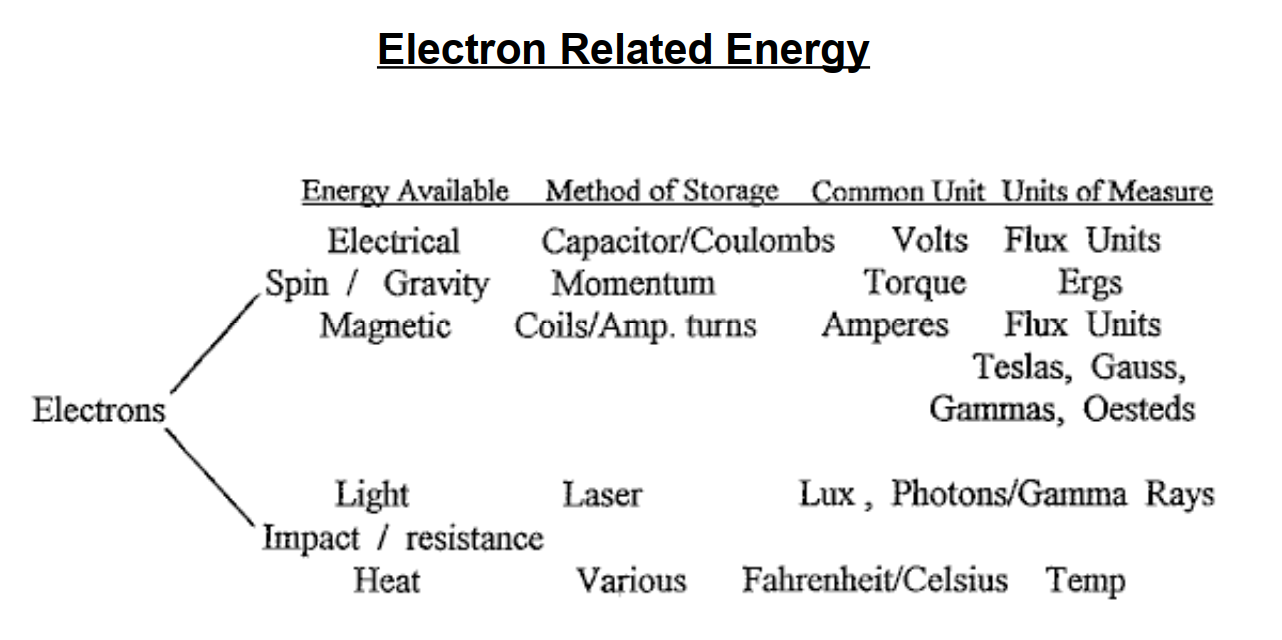 Electron Related Energy
Energy Available Method of Storage Common Unit Units of Measure
Electrical Capacitor/Coulombs Volts Flux Units
Spin / Gravity Momentum Torque Ergs
Magnetic Coils/Amp. turns Amperes Flux Units
Teslas, Gauss,
Electrons
Gammas, Oesteds
Light Laser Lux , Photons/Gamma Rays
Impact / resistance
Heat Various Fahrenheit/Celsius Temp